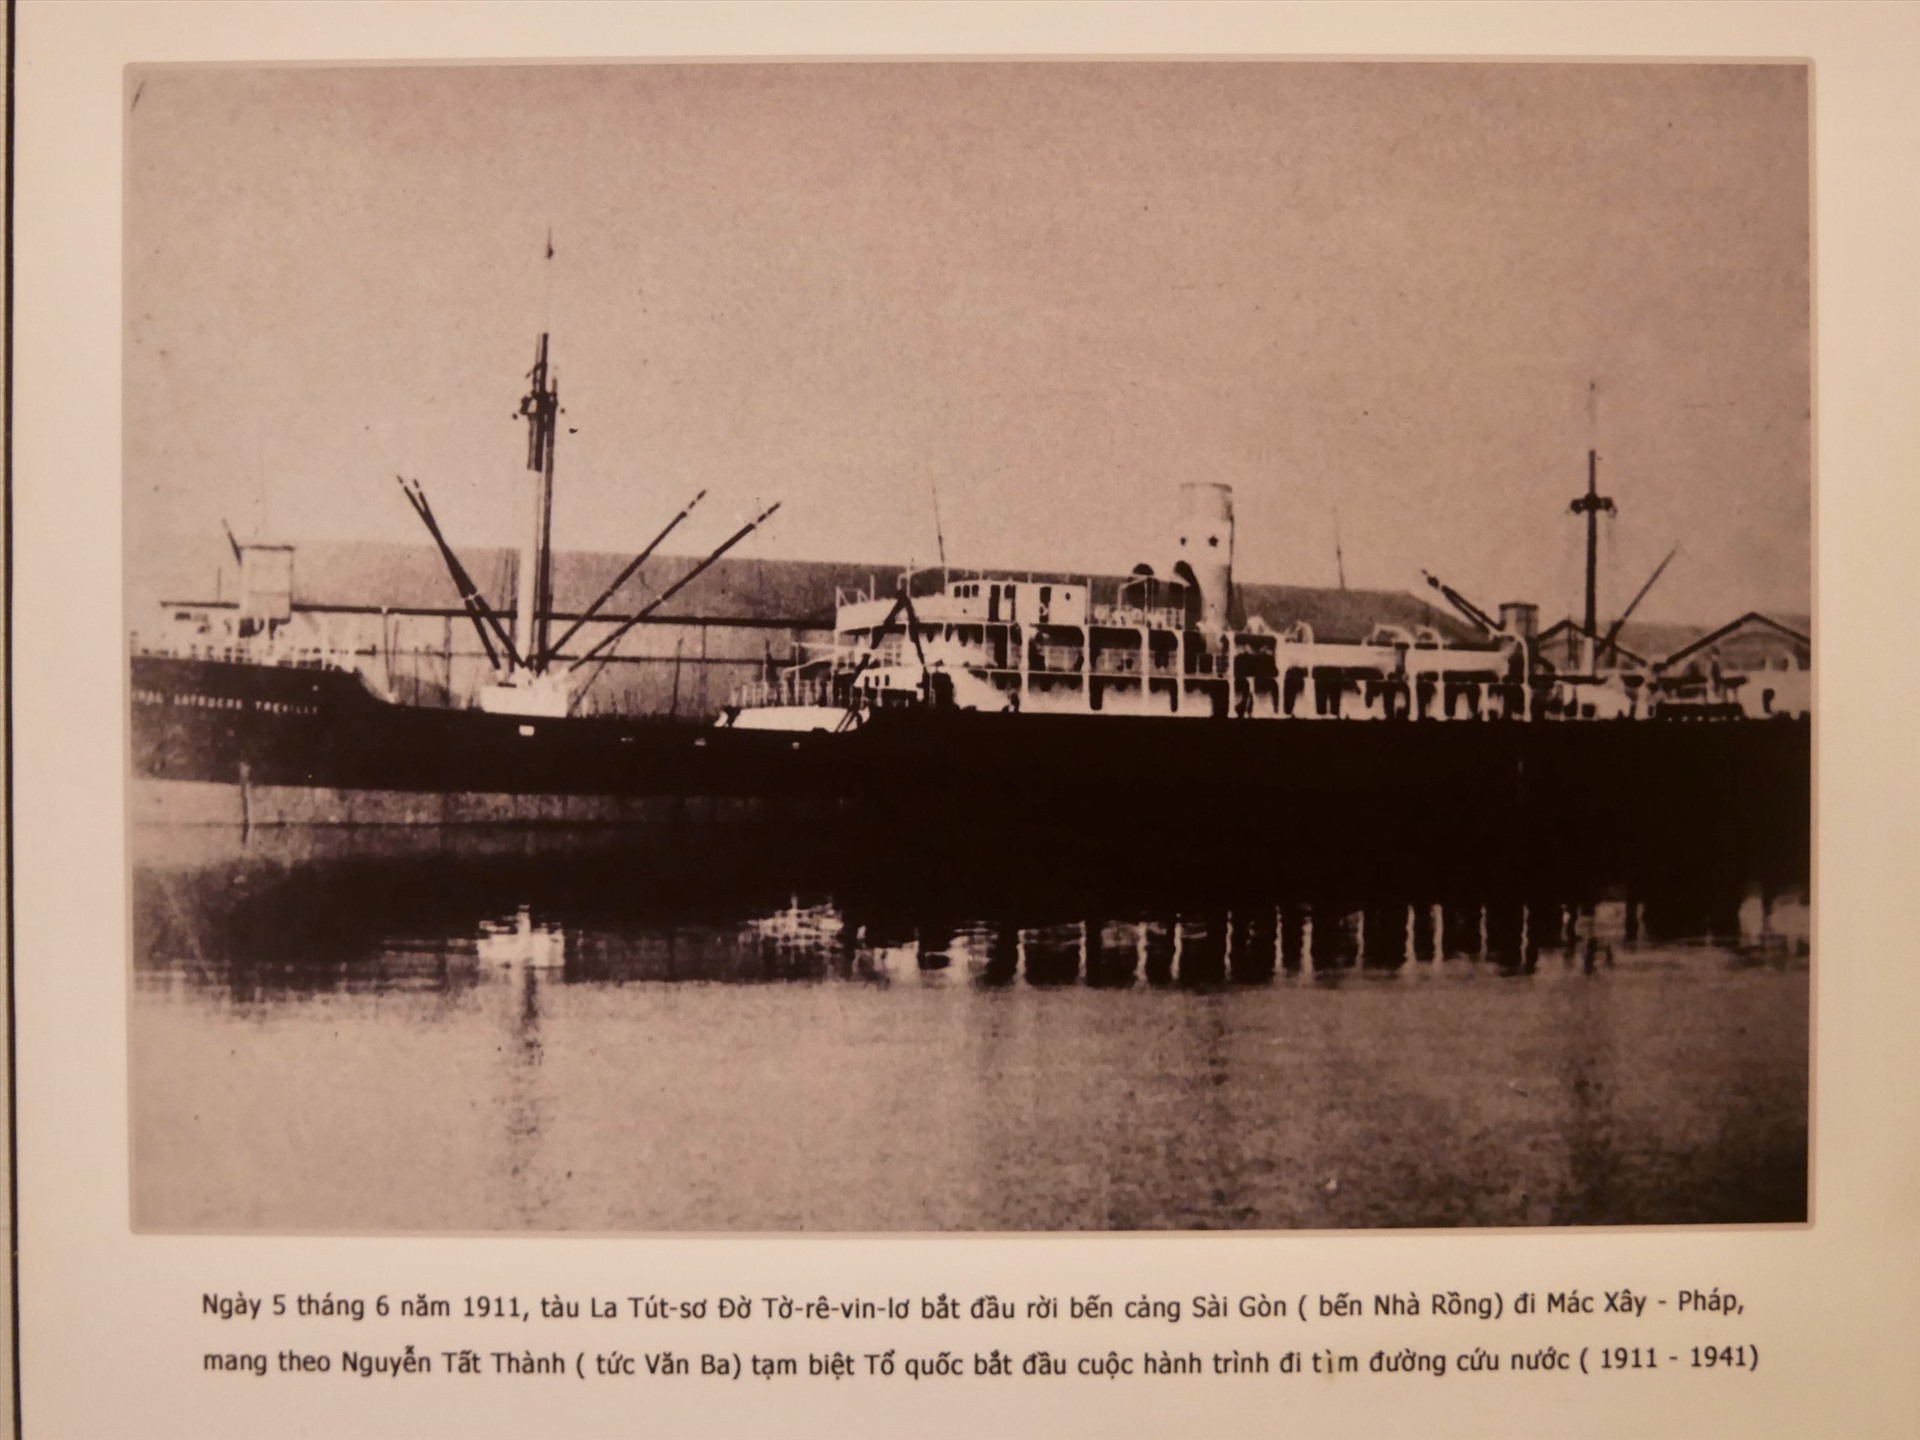 TREVILLE
Ngày 5 tháng 6 năm 1911, tàu La Tút-sơ Đờ Tờ-rê-vin-lơ bắt đầu rời bến cảng Sài Gòn ( bến Nhà Rồng) đi Mác Xây - Pháp,
mang theo Nguyễn Tất Thành ( tức Văn Ba) tạm biệt Tổ quốc bắt đầu cuộc hành trình đi tìm đường cứu nước ( 1911 - 1941)